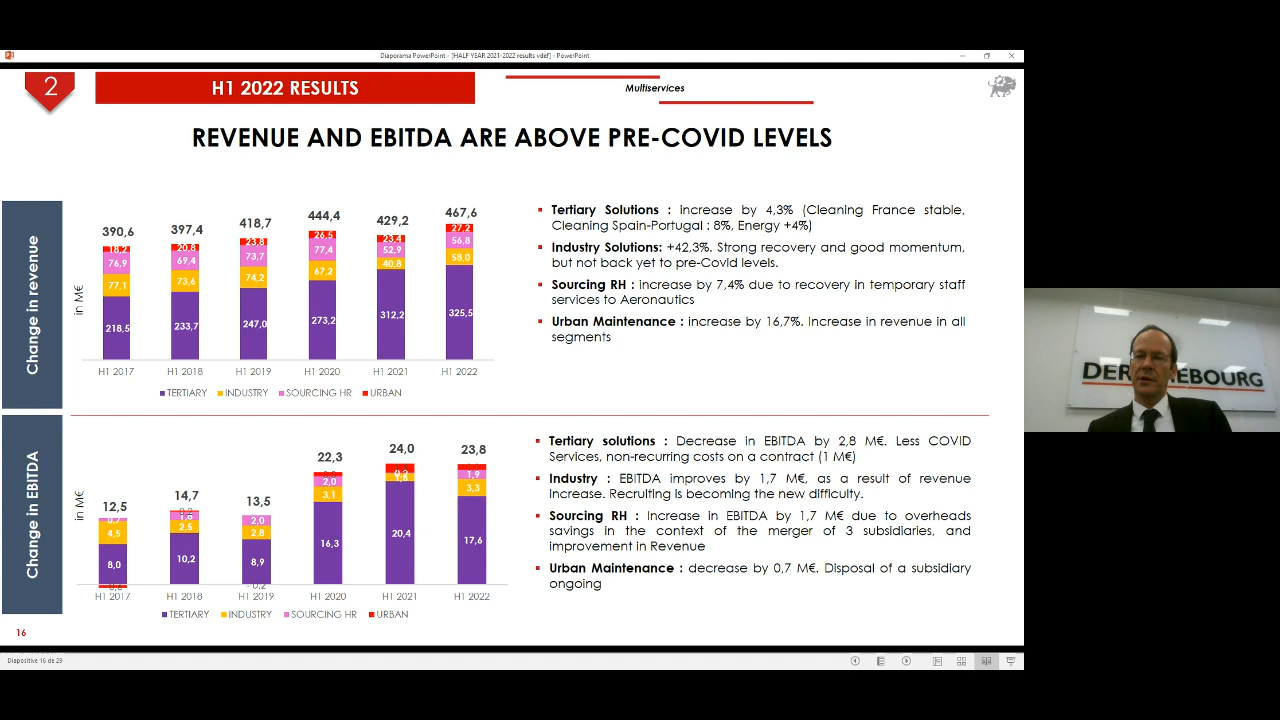 Diaporama PowerPoint - [HALF YEAR 2021-2022 results vdef] - PowerPoint
2
H1 2022 RESULTS
Multiservices
REVENUE AND EBITDA ARE ABOVE PRE-COVID LEVELS
Change in revenue
in M€
390,6
397,4
418,7
444,4
429,2
467,6
18,2
20,8
23,8
26,5
23,4
27,2
76,9
69,4
73,7
77,4
52,9
56,8
77,1
73,6
74,2
67,2
40,8
58,0
218,5
233,7
247,0
273,2
312,2
325,5
H1 2017
H1 2018
H1 2019
H1 2020
H1 2021
H1 2022
TERTIARY
INDUSTRY
SOURCING HR
URBAN
Tertiary Solutions : increase by 4,3% (Cleaning France stable,
Cleaning Spain-Portugal : 8%, Energy +4%)
Industry Solutions: +42,3%. Strong recovery and good momentum,
but not back yet to pre-Covid levels.
Sourcing RH : increase by 7,4% due to recovery in temporary staff
services to Aeronautics
Urban Maintenance : increase by 16,7%. Increase in revenue in all
segments
Change in EBITDA
in M€
12,5
14,7
13,5
22,3
24,0
23,8
4,5
2,5
2,0
2,8
2,0
3,1
1,9
3,3
8,0
10,2
8,9
16,3
20,4
17,6
- 0,2
H1 2017
H1 2018
H1 2019
H1 2020
H1 2021
H1 2022
TERTIARY
INDUSTRY
SOURCING HR
URBAN
Tertiary solutions : Decrease in EBITDA by 2,8 M€. Less COVID
Services, non-recurring costs on a contract (1 M€)
Industry : EBITDA improves by 1,7 M€, as a result of revenue
increase. Recruiting is becoming the new difficulty.
Sourcing RH : Increase in EBITDA by 1,7 M€ due to overheads
savings in the context of the merger of 3 subsidiaries, and
improvement in Revenue
Urban Maintenance : decrease by 0,7 M€. Disposal of a subsidiary
ongoing
16
Diapositive 16 de 29